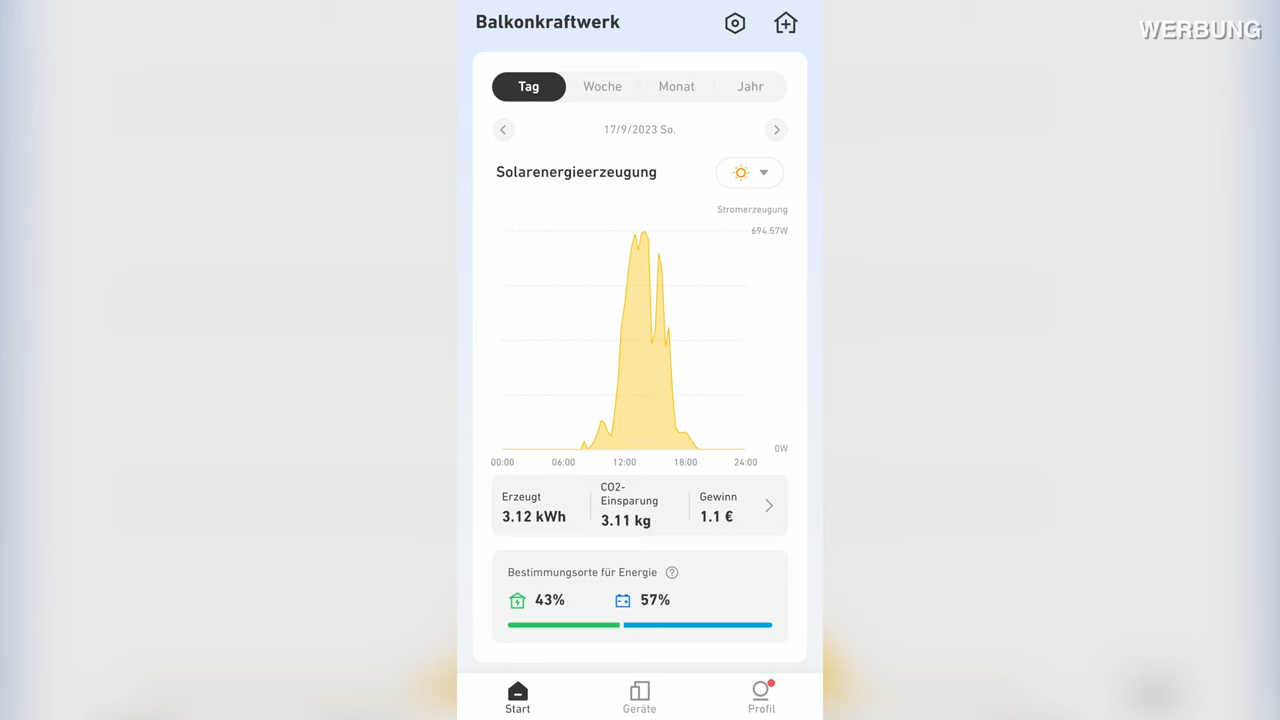 Balkonkraftwerk
WERBUNG
Tag Woche Monat Jahr
17/9/2023 So.
Solarenergieerzeugung
Stromerzeugung
694.57W
0W
00:00 06:00 12:00 18:00 24:00
Erzeugt
3.12 kWh
CO2-
Einsparung
3.11 kg
Gewinn
1.1 €
Bestimmungsorte für Energie ?
43% 57%
Start Geräte Profil